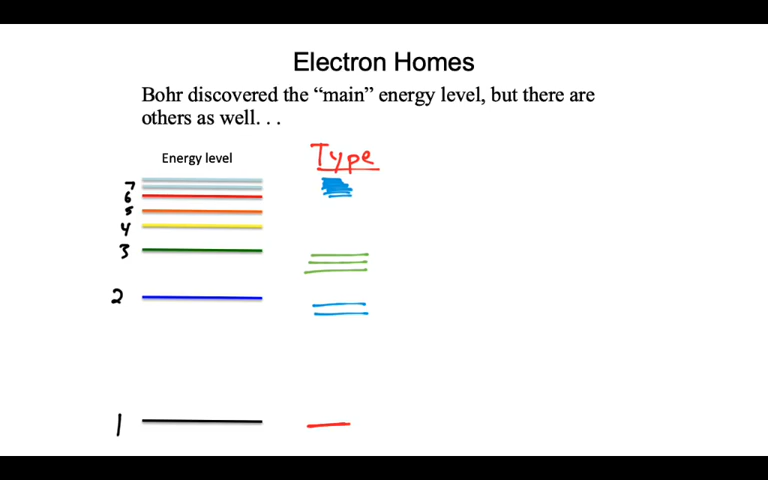 Electron Homes
Bohr discovered the “main” energy level, but there are
others as well. . .
Energy level
Type
7
6
5
4
3
2
1